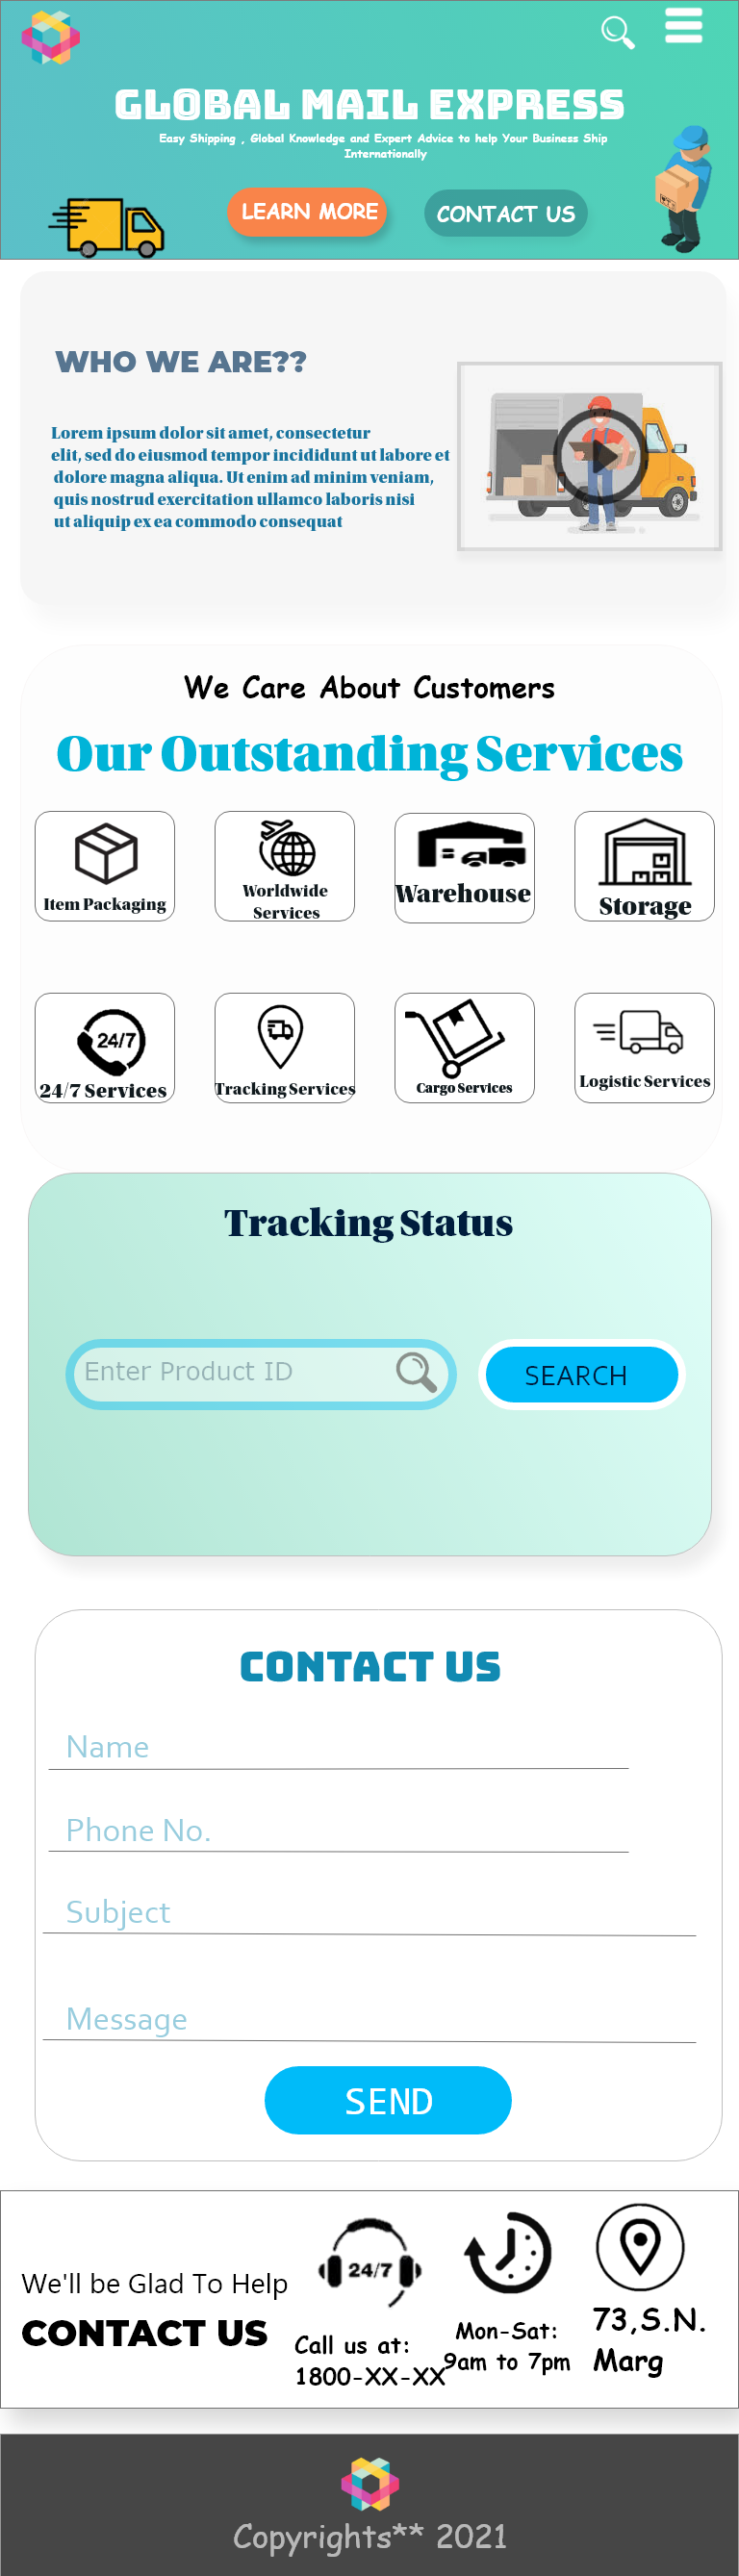 GLOBAL MAIL EXPRESS
Easy Shipping , Global Knowledge and Expert Advice to help Your Business Ship
Internationally
LEARN MORE
CONTACT US
WHO WE ARE??
Lorem ipsum dolor sit amet, consectetur
elit, sed do eiusmod tempor incididunt ut labore et
dolore magna aliqua. Ut enim ad minim veniam,
quis nostrud exercitation ullamco laboris nisi
ut aliquip ex ea commodo consequat
We Care About Customers
Our Outstanding Services
Item Packaging
Worldwide
Services
Warehouse
Storage
24/7
24/7 Services
Tracking Services
Cargo Services
Logistic Services
Tracking Status
Enter Product ID
SEARCH
CONTACT US
Name
Phone No.
Subject
Message
SEND
We'll be Glad To Help
CONTACT US
24/7
Call us at:
1800-XX-XX
Mon-Sat:
9am to 7pm
73,S.N.
Marg
Copyrights** 2021